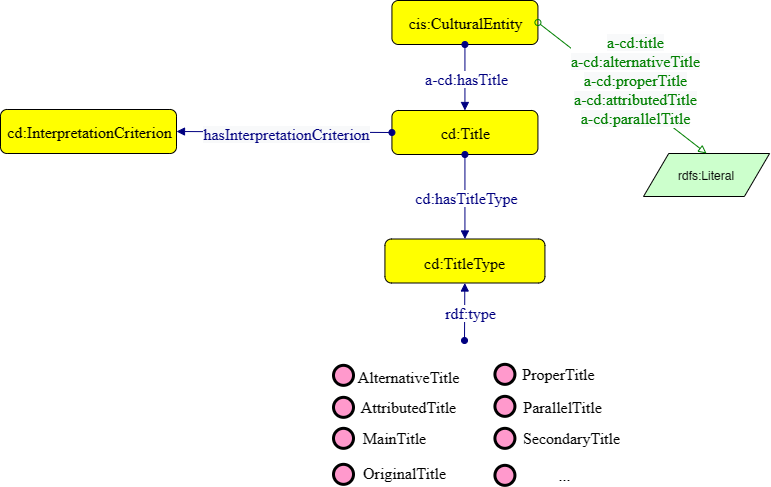 cis:CulturalEntity
a-cd:title
a-cd:alternativeTitle
a-cd:properTitle
a-cd:attributedTitle
a-cd:parallelTitle
a-cd:hasTitle
cd:InterpretationCriterion
hasInterpretationCriterion
cd:Title
rdfs:Literal
cd:hasTitleType
cd:TitleType
rdf:type
AlternativeTitle
ProperTitle
AttributedTitle
ParallelTitle
MainTitle
SecondaryTitle
OriginalTitle
...